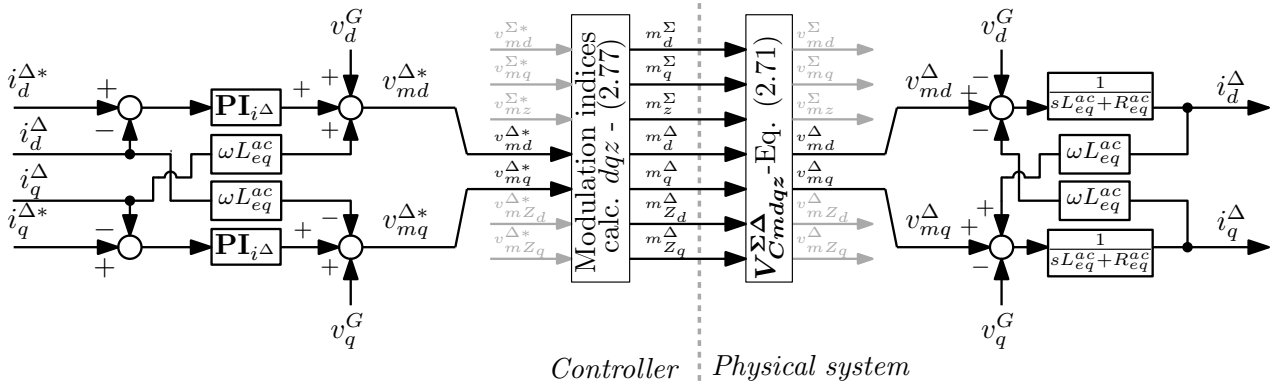 v_d^G
i_d^{Δ*}
+
−
PI_{i^Δ}
+
+
+
v_{md}^{Δ*}
i_d^Δ
ωL_{eq}^{ac}
i_q^Δ
ωL_{eq}^{ac}
i_q^{Δ*}
−
+
PI_{i^Δ}
+
−
+
v_{mq}^{Δ*}
v_q^G
v_{md}^{Σ*}
v_{mq}^{Σ*}
v_{mz}^{Σ*}
v_{md}^{Δ*}
v_{mq}^{Δ*}
v_{mZ_d}^{Δ*}
v_{mZ_q}^{Δ*}
Modulation indices
calc. dqz - (2.77)
m_d^Σ
m_q^Σ
m_z^Σ
m_d^Δ
m_q^Δ
m_{Z_d}^Δ
m_{Z_q}^Δ
V_{Cmdqz}^{ΣΔ}-Eq. (2.71)
v_{md}^Σ
v_{mq}^Σ
v_{mz}^Σ
v_{md}^Δ
v_{mq}^Δ
v_{mZ_d}^Δ
v_{mZ_q}^Δ
v_d^G
v_{md}^Δ
−
+
−
1
sL_{eq}^{ac}+R_{eq}^{ac}
i_d^Δ
ωL_{eq}^{ac}
ωL_{eq}^{ac}
v_{mq}^Δ
+
+
−
1
sL_{eq}^{ac}+R_{eq}^{ac}
i_q^Δ
v_q^G
Controller
Physical system